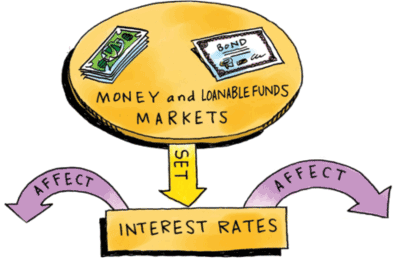 BOND
MONEY and LOANABLE FUNDS
MARKETS
SET
AFFECT
AFFECT
INTEREST RATES